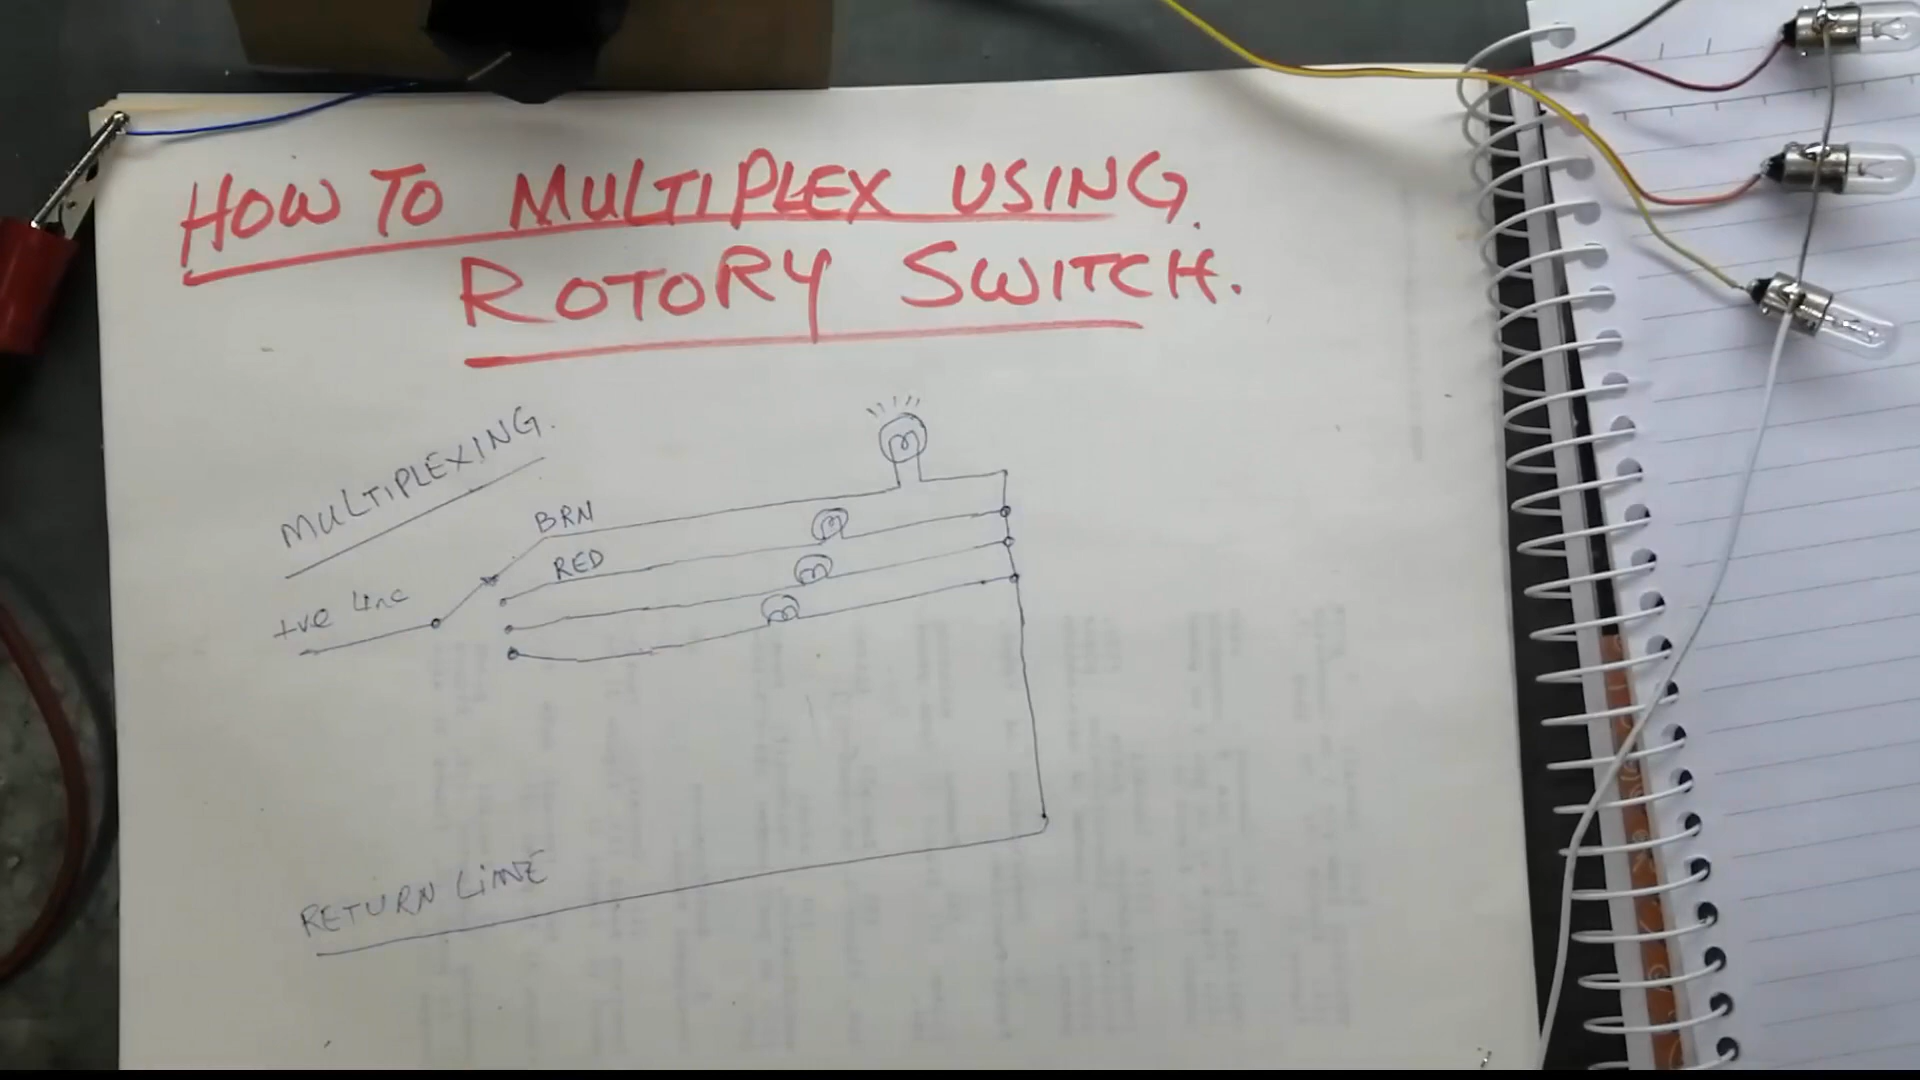 HOW TO MULTIPLEX USING.
ROTORY SWITCH.
MULTIPLEXING.
BRN
RED
+ve Line
RETURN LINE